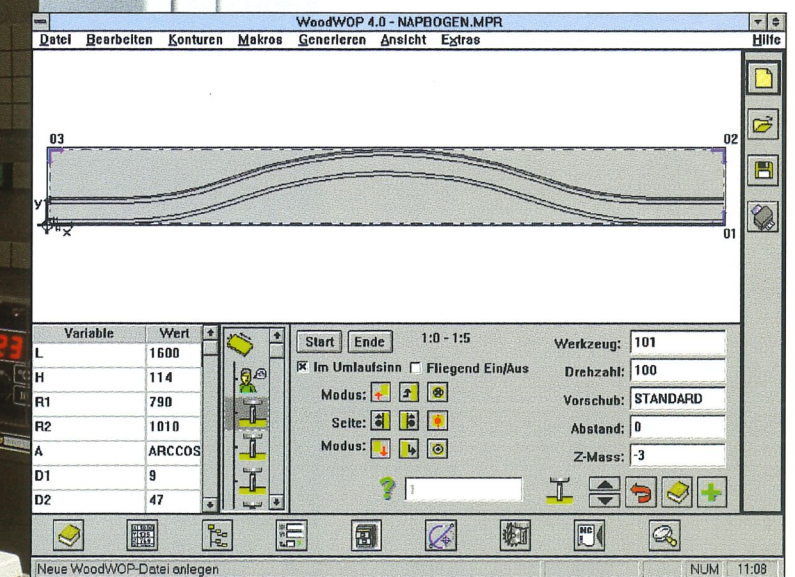 WoodWOP 4.0 - NAPBOGEN.MPR
Datei Bearbeiten Konturen Makros Generieren Ansicht Extras Hilfe
03 02
y
x 01
Variable Wert
L 1600
H 114
R1 790
R2 1010
A ARCCOS
D1 9
D2 47
Start Ende 1:0 - 1:5
Im Umlaufsinn Fliegend Ein/Aus
Modus:
Seite:
Modus:
Werkzeug: 101
Drehzahl: 100
Vorschub: STANDARD
Abstand: 0
Z-Mass: -3
? 1
NC
Neue WoodWOP-Datei anlegen NUM 11:08
23